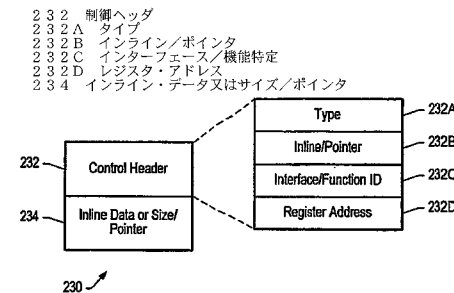 ２３２　制御ヘッダ
２３２Ａ　タイプ
２３２Ｂ　インライン／ポインタ
２３２Ｃ　インターフェース／機能特定
２３２Ｄ　レジスタ・アドレス
２３４　インライン・データ又はサイズ／ポインタ
Type
232A
Inline/Pointer
232B
232
Control Header
Interface/Function ID
232C
234
Inline Data or Size/
Pointer
Register Address
232D
230